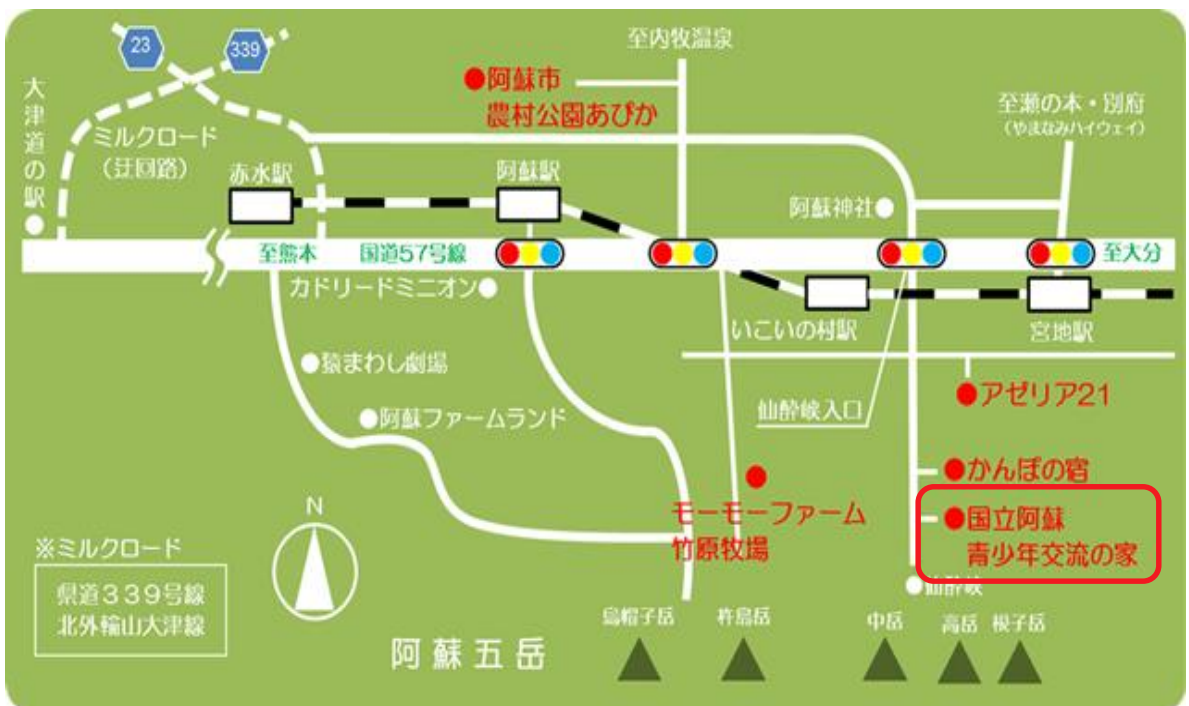 23
339
至内牧温泉
●阿蘇市
農村公園あぴか
至瀬の本・別府
(やまなみハイウェイ)
大津道の駅
ミルクロード
(迂回路)
赤水駅
阿蘇駅
阿蘇神社
至熊本
国道57号線
至大分
カドリードミニオン
いこいの村駅
宮地駅
猿まわし劇場
阿蘇ファームランド
仙酔峡入口
●アゼリア21
●かんぽの宿
モーモーファーム
竹原牧場
●国立阿蘇
青少年交流の家
仙酔峡
N
※ミルクロード
県道339号線
北外輪山大津線
阿蘇五岳
烏帽子岳
杵島岳
中岳
高岳
根子岳